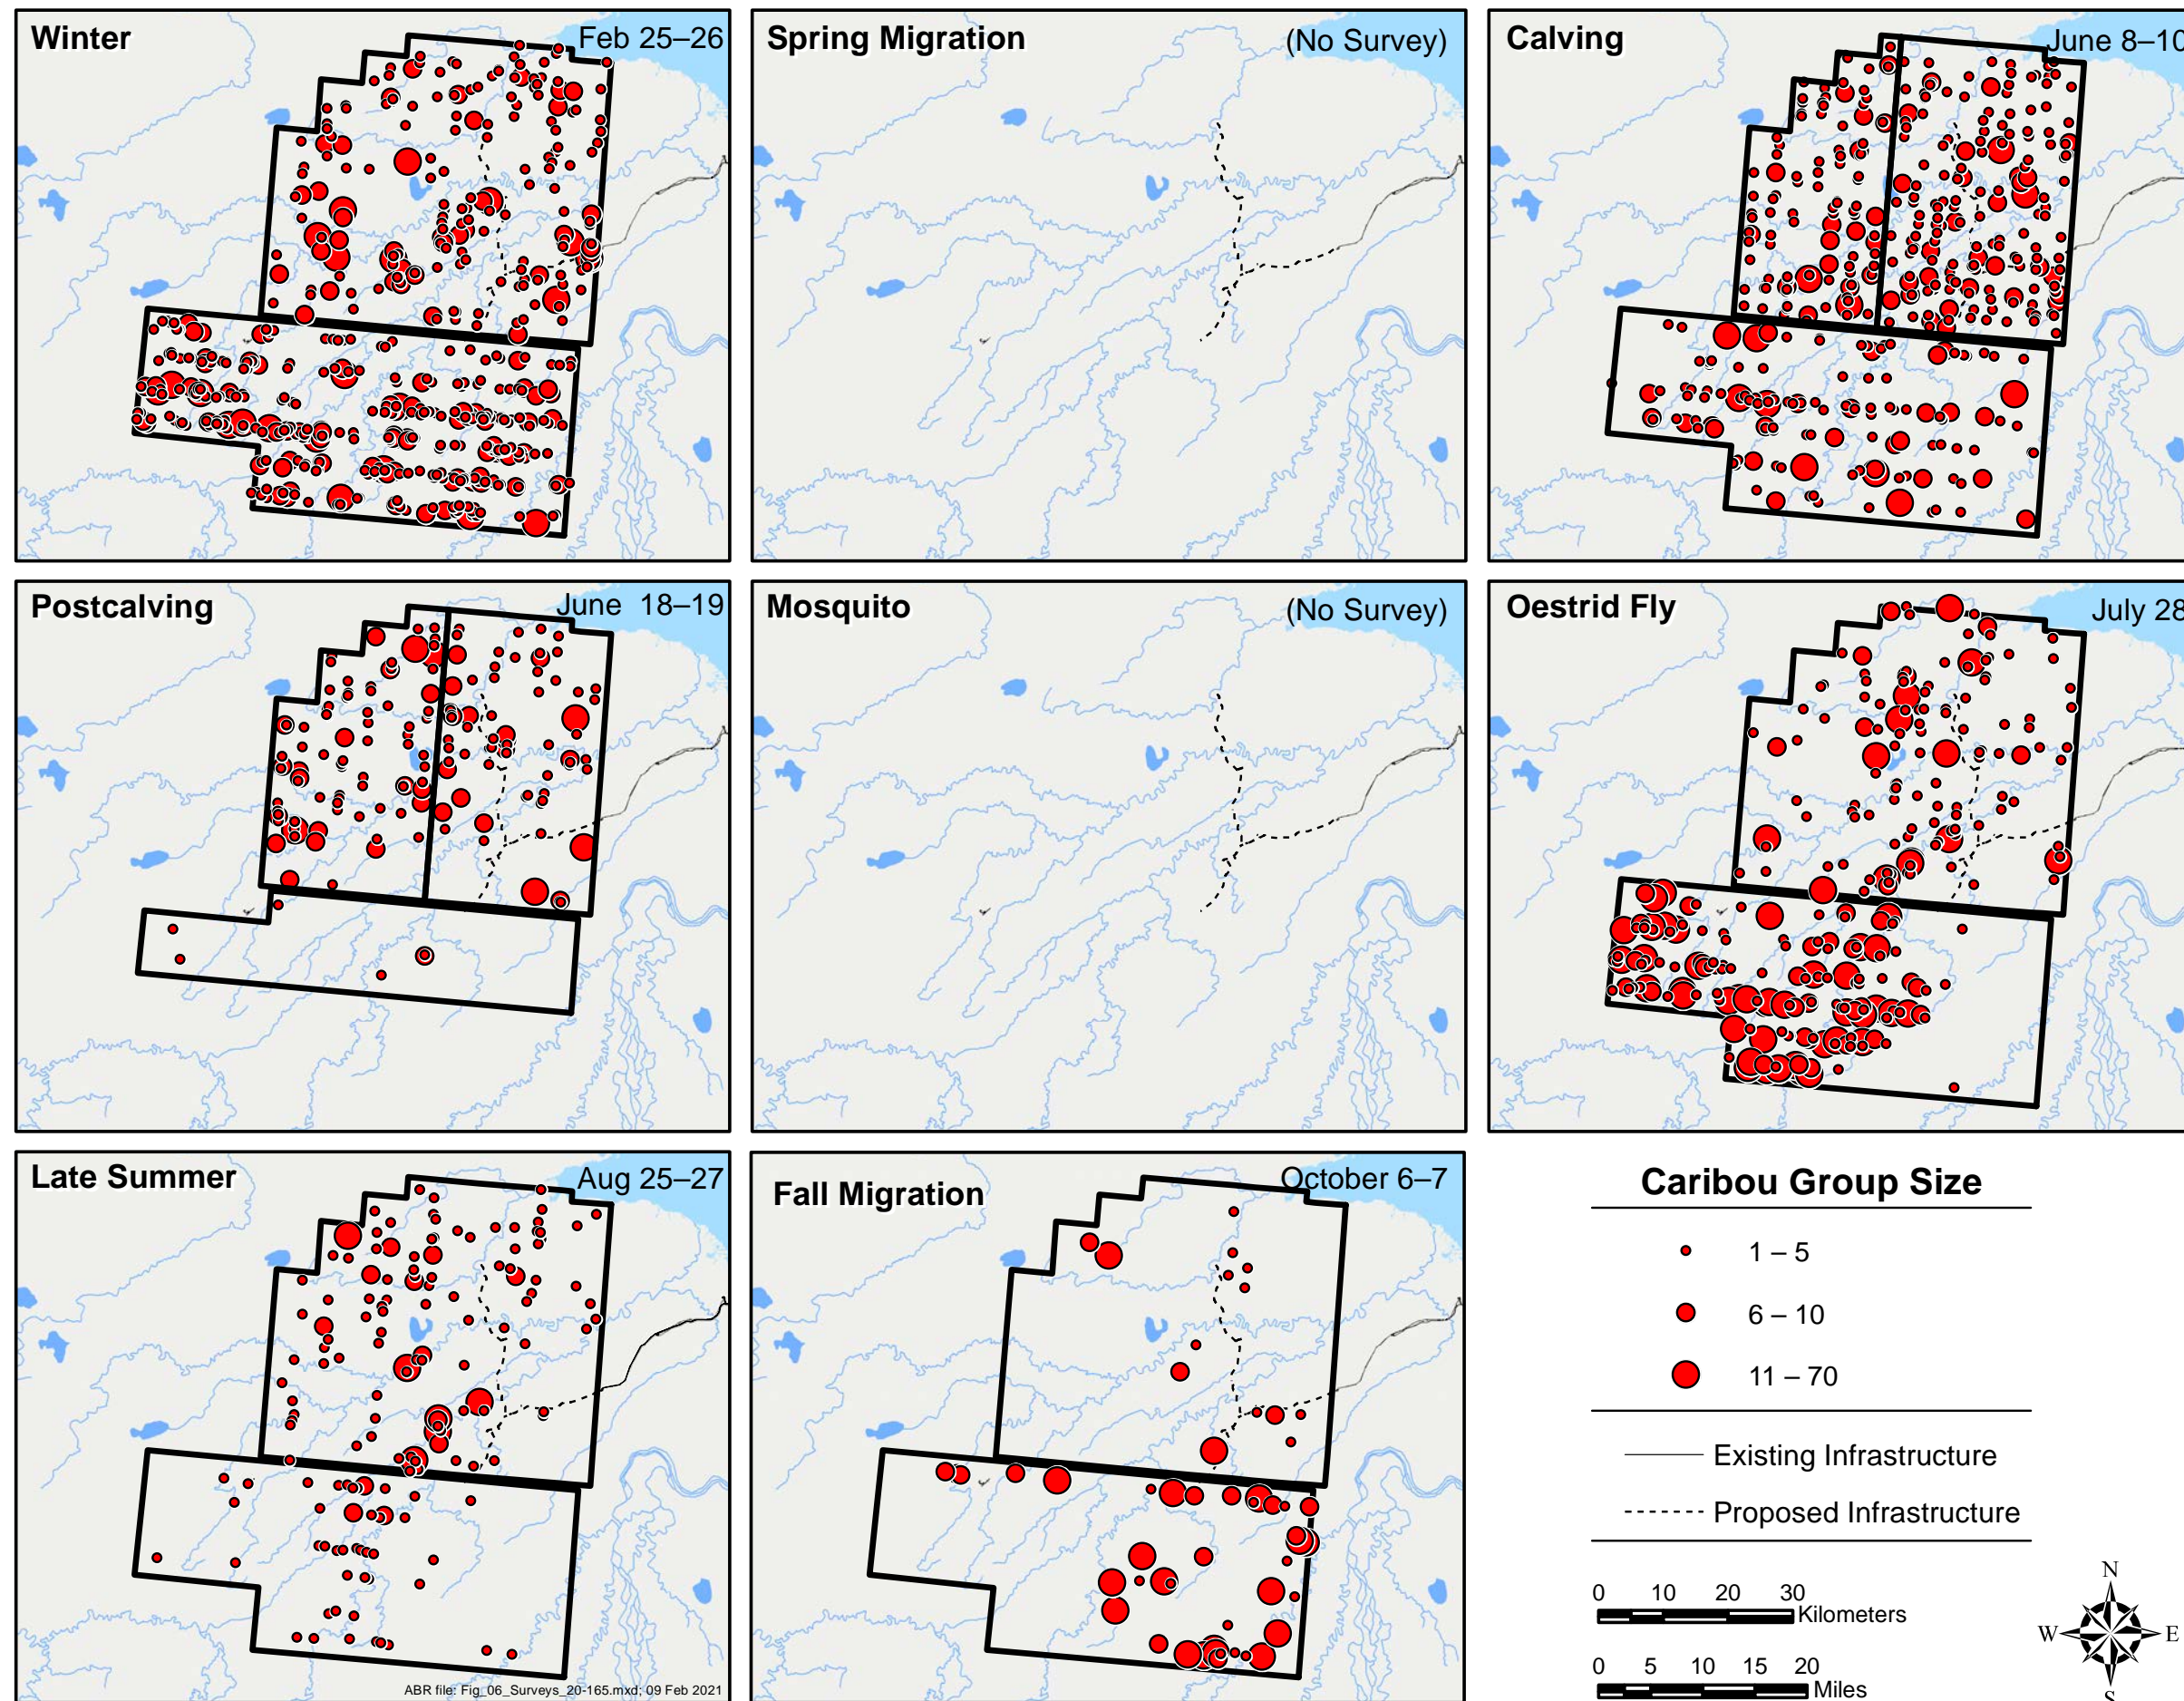 Winter
Feb 25–26
Spring Migration
(No Survey)
Calving
June 8–10
Postcalving
June 18–19
Mosquito
(No Survey)
Oestrid Fly
July 28
Late Summer
Aug 25–27
ABR file: Fig_06_Surveys_20-165.mxd; 09 Feb 2021
Fall Migration
October 6–7
Caribou Group Size
1 – 5
6 – 10
11 – 70
Existing Infrastructure
Proposed Infrastructure
0 10 20 30
Kilometers
0 5 10 15 20
Miles
N
W E
S